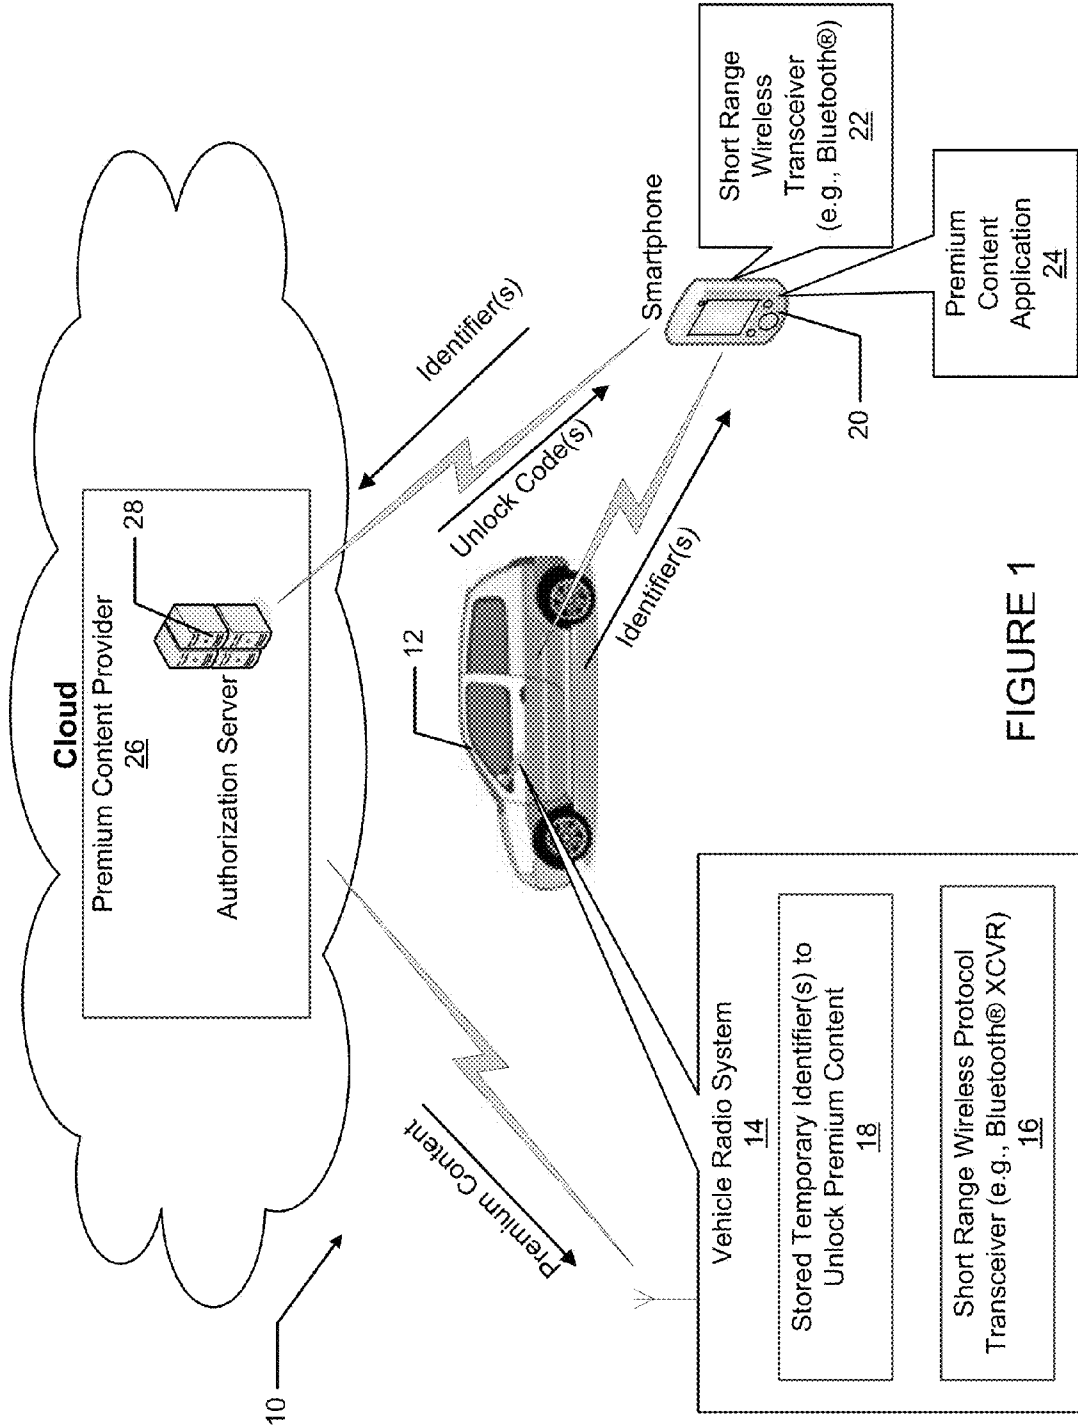 10
Cloud
Premium Content Provider
26
28
Authorization Server
Premium Content
12
Identifier(s)
Unlock Code(s)
Identifier(s)
Smartphone
20
Vehicle Radio System
14
Stored Temporary Identifier(s) to
Unlock Premium Content
18
Short Range Wireless Protocol
Transceiver (e.g., Bluetooth® XCVR)
16
Short Range
Wireless
Transceiver
(e.g., Bluetooth®)
22
Premium
Content
Application
24
FIGURE 1